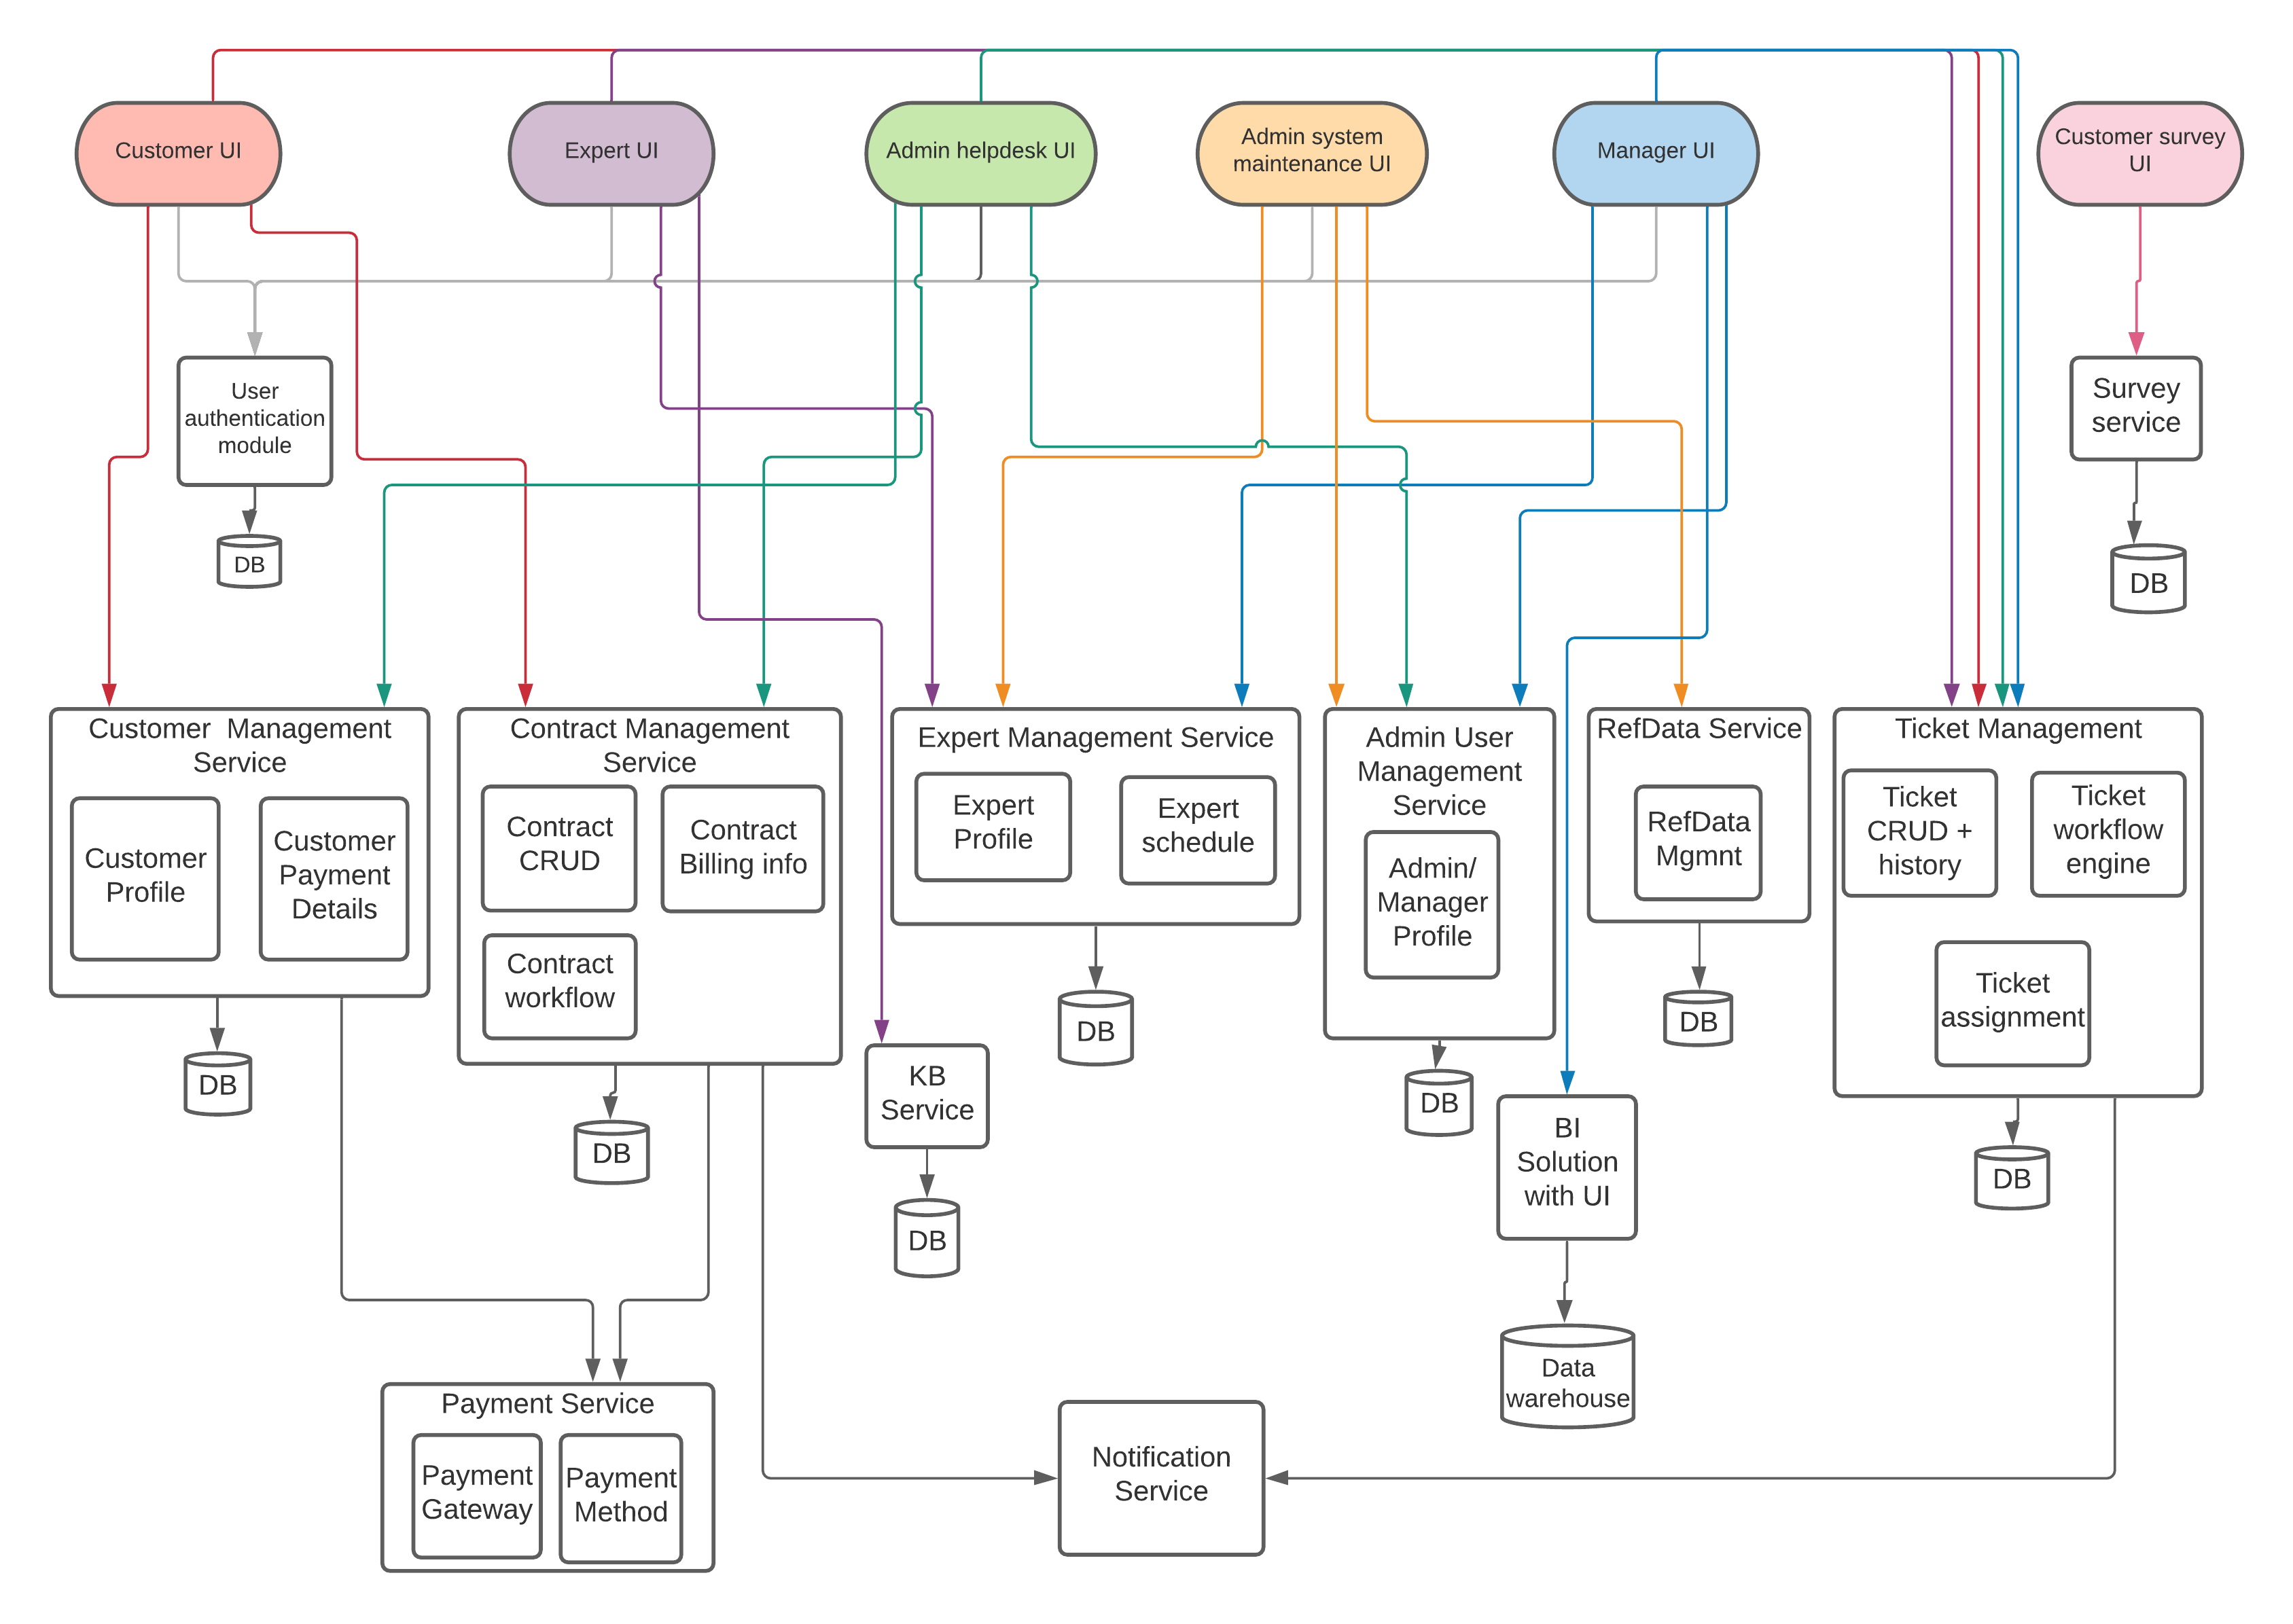 Customer UI
Expert UI
Admin helpdesk UI
Admin system
maintenance UI
Manager UI
Customer survey
UI
User
authentication
module
DB
Survey
service
DB
Customer  Management
Service
Customer
Profile
Customer
Payment
Details
DB
Contract Management
Service
Contract
CRUD
Contract
Billing info
Contract
workflow
DB
KB
Service
DB
Expert Management Service
Expert
Profile
Expert
schedule
DB
Admin User
Management
Service
Admin/
Manager
Profile
DB
RefData Service
RefData
Mgmnt
DB
BI
Solution
with UI
Data
warehouse
Ticket Management
Ticket
CRUD +
history
Ticket
workflow
engine
Ticket
assignment
DB
Payment Service
Payment
Gateway
Payment
Method
Notification
Service